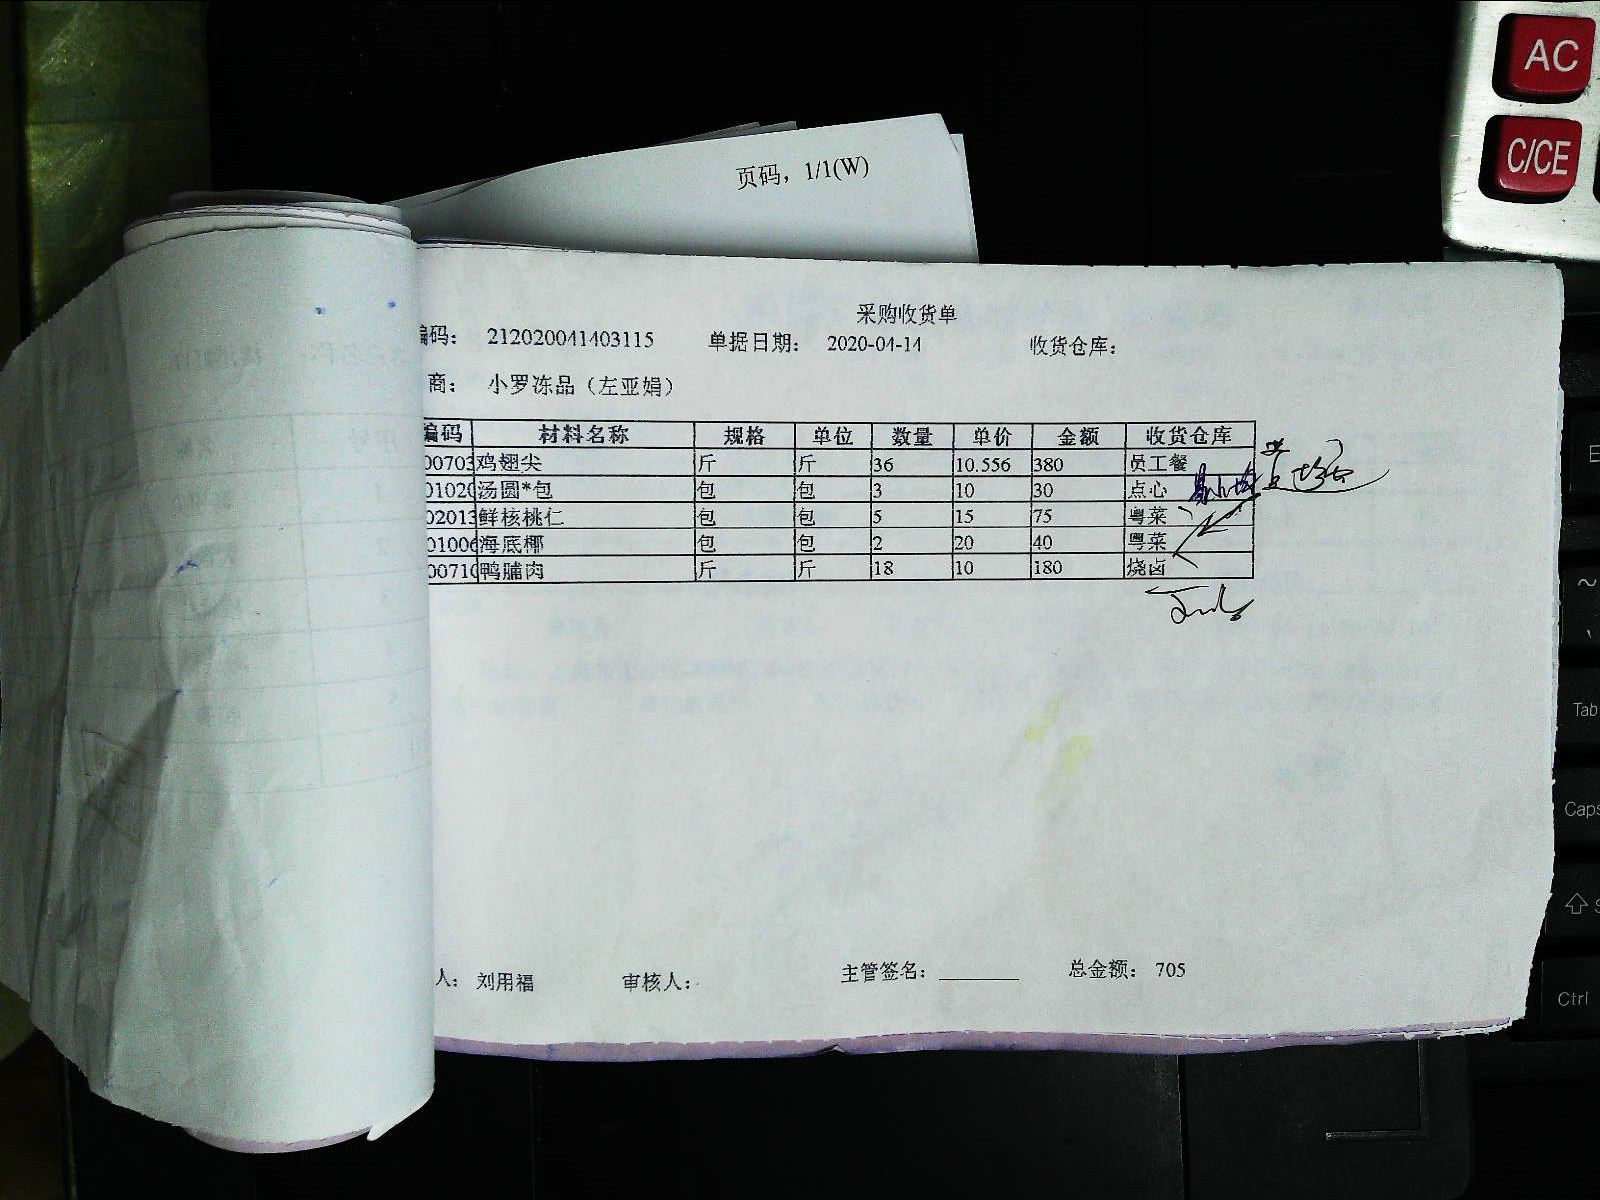 AC
C/CE
页码，1/1(W)
采购收货单
编码： 212020041403115 单据日期： 2020-04-14 收货仓库：
商： 小罗冻品（左亚娟）
编码 材料名称 规格 单位 数量 单价 金额 收货仓库
00703 鸡翅尖 斤 斤 36 10.556 380 员工餐
01020 汤圆*包 包 包 3 10 30 点心
02013 鲜核桃仁 包 包 5 15 75 粤菜
01006 海底椰 包 包 2 20 40 粤菜
00710 鸭脯肉 斤 斤 18 10 180 烧卤
人： 刘用福 审核人： 主管签名： 总金额： 705
E
~
Tab
Caps
S
Ctrl